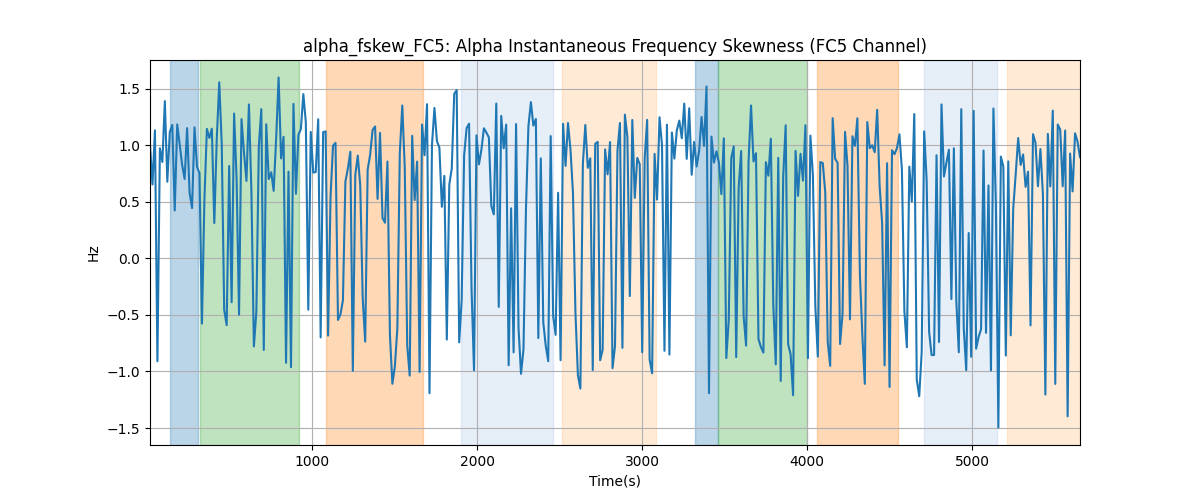 alpha_fskew_FC5: Alpha Instantaneous Frequency Skewness (FC5 Channel)
1.5
1.0
0.5
0.0
−0.5
−1.0
−1.5
Hz
1000 2000 3000 4000 5000
Time(s)